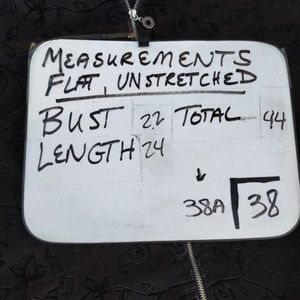 MEASUREMENTS
FLAT, UNSTRETCHED
BUST 22 TOTAL 44
LENGTH 24
38A 38